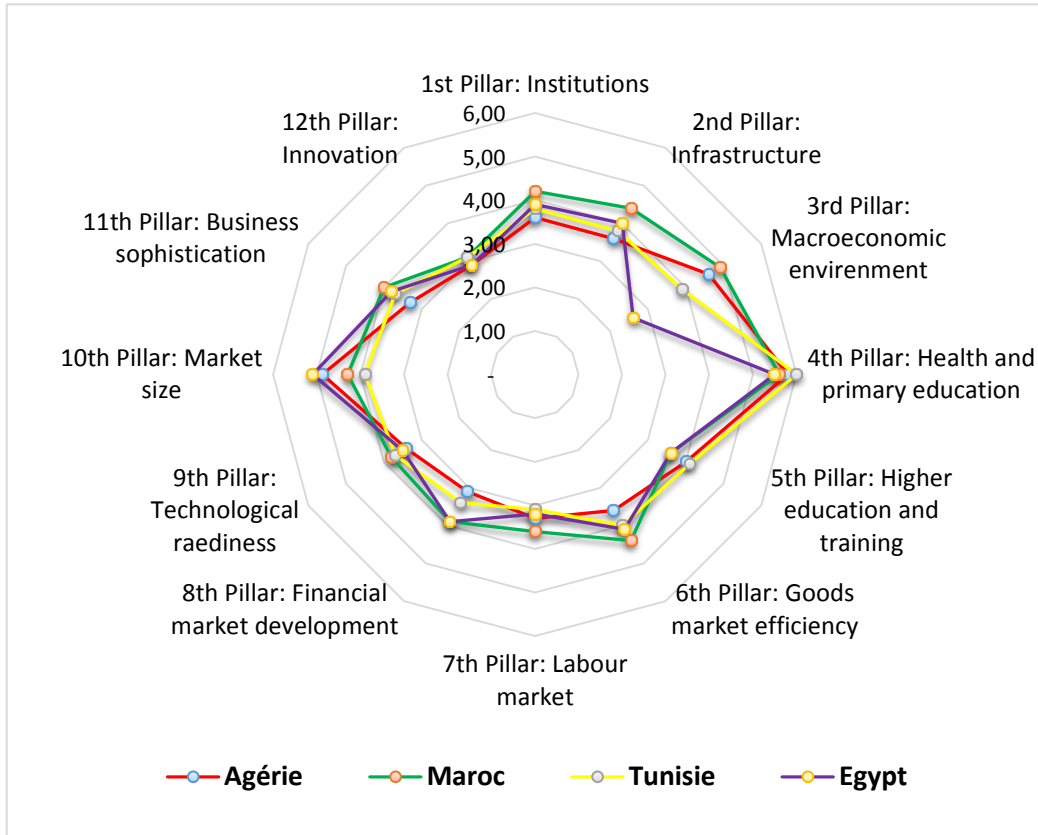 1st Pillar: Institutions
2nd Pillar:
Infrastructure
3rd Pillar:
Macroeconomic
envirenment
4th Pillar: Health and
primary education
5th Pillar: Higher
education and
training
6th Pillar: Goods
market efficiency
7th Pillar: Labour
market
8th Pillar: Financial
market development
9th Pillar:
Technological
raediness
10th Pillar: Market
size
11th Pillar: Business
sophistication
12th Pillar:
Innovation
6,00
5,00
4,00
3,00
2,00
1,00
-
Agérie
Maroc
Tunisie
Egypt